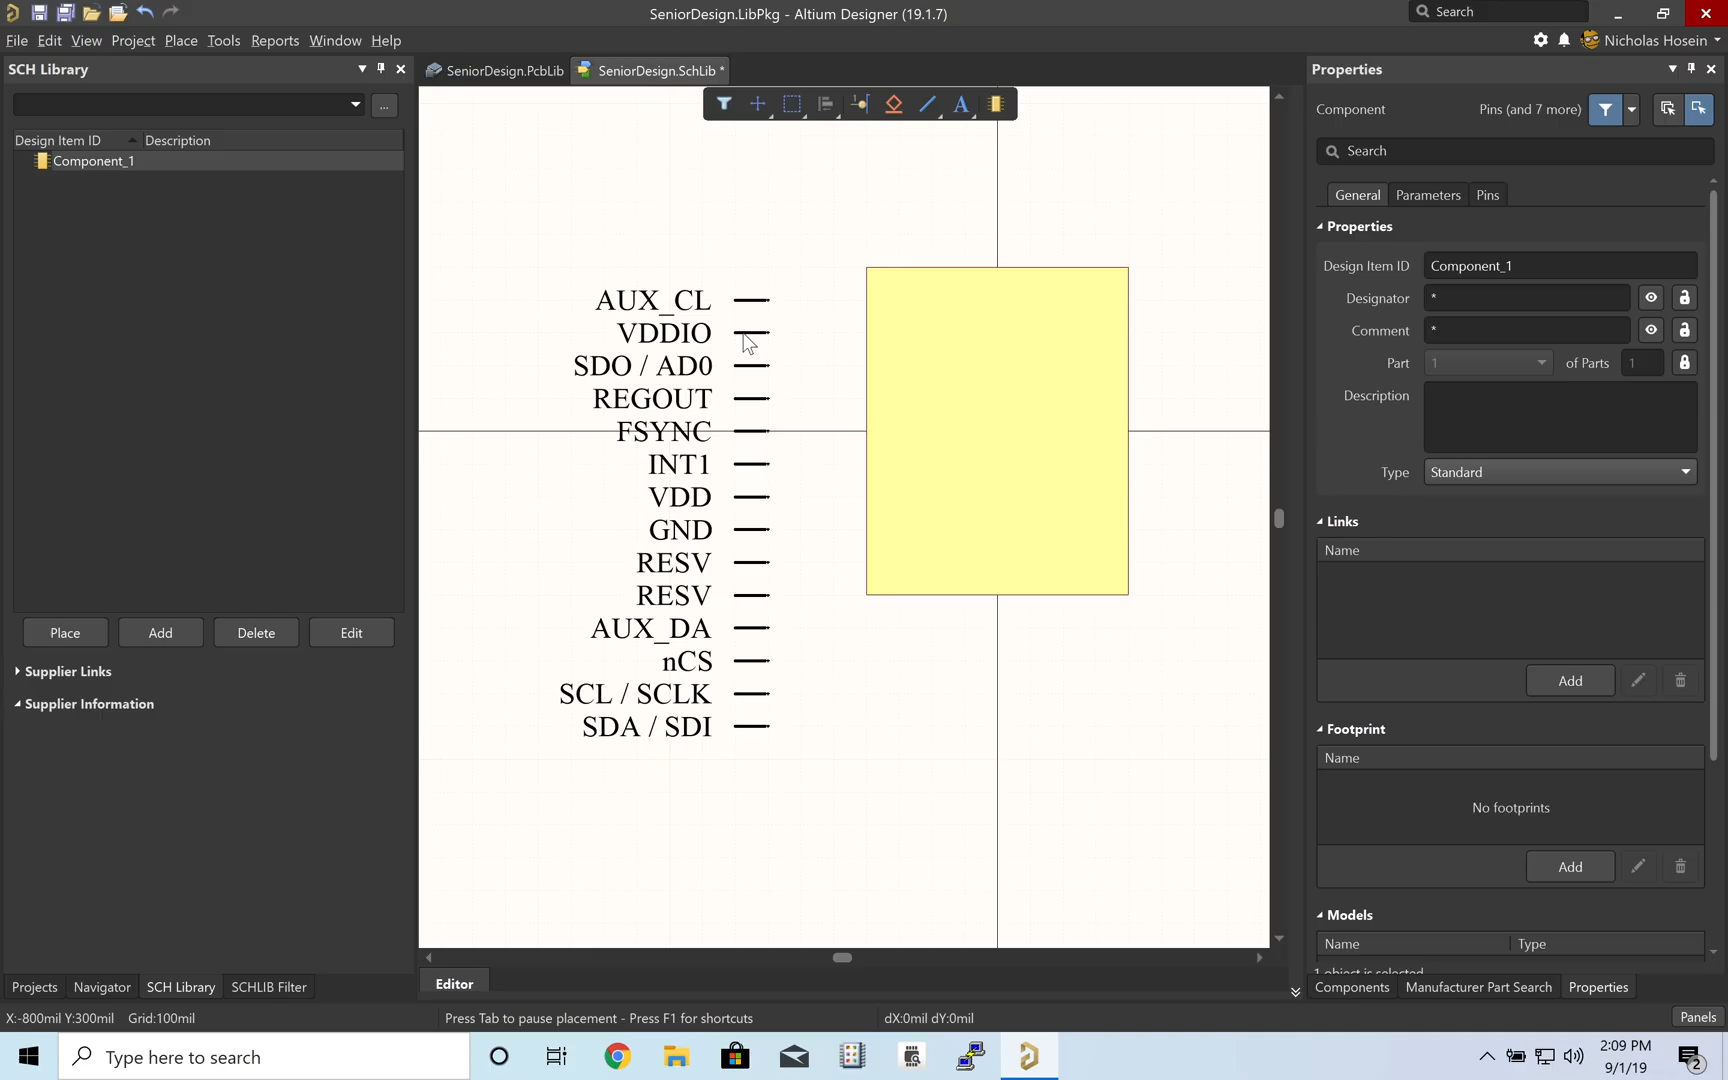 SeniorDesign.LibPkg - Altium Designer (19.1.7)
Search
File Edit View Project Place Tools Reports Window Help
Nicholas Hosein
SCH Library
SeniorDesign.PcbLib
SeniorDesign.SchLib *
Properties
...
Component
Pins (and 7 more)
Search
Design Item ID Description
Component_1
General Parameters Pins
Properties
Design Item ID Component_1
Designator *
Comment *
Part 1 of Parts 1
Description
Type Standard
Links
Name
Add
Footprint
Name
No footprints
Add
Models
Name Type
1 object is selected
AUX_CL
VDDIO
SDO / AD0
REGOUT
FSYNC
INT1
VDD
GND
RESV
RESV
AUX_DA
nCS
SCL / SCLK
SDA / SDI
Place Add Delete Edit
Supplier Links
Supplier Information
Projects Navigator SCH Library SCHLIB Filter
Editor
Components Manufacturer Part Search Properties
X:-800mil Y:300mil Grid:100mil
Press Tab to pause placement - Press F1 for shortcuts
dX:0mil dY:0mil
Panels
Type here to search
2:09 PM
9/1/19
2